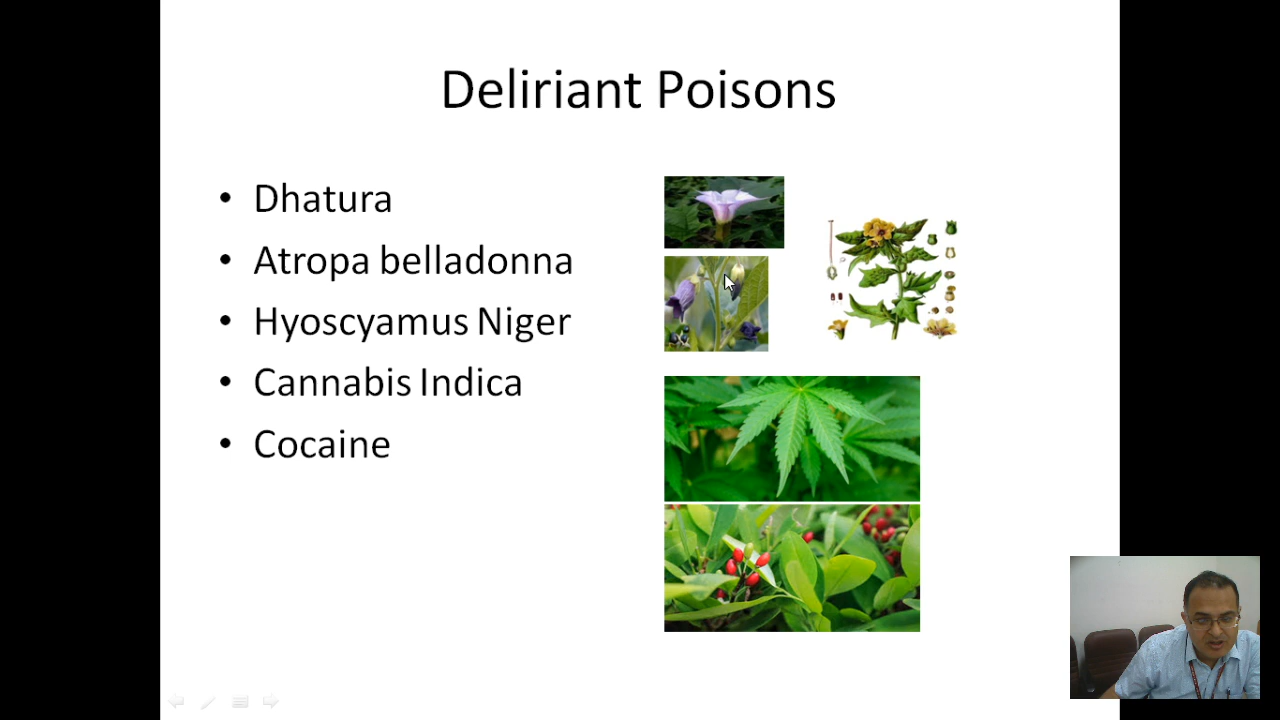 Deliriant Poisons
• Dhatura
• Atropa belladonna
• Hyoscyamus Niger
• Cannabis Indica
• Cocaine